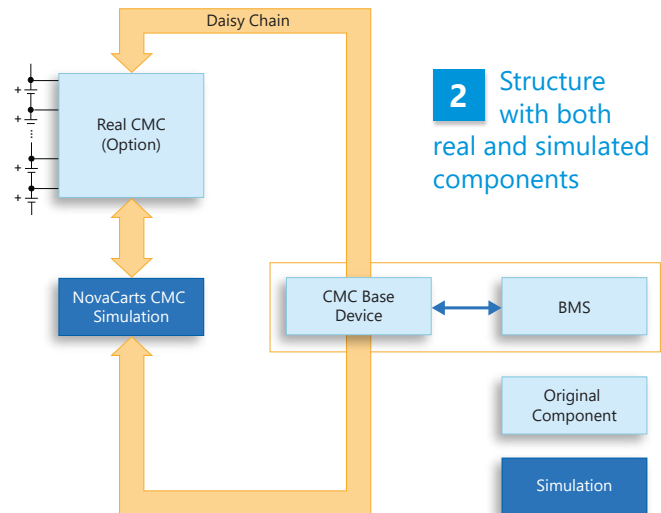 Daisy Chain
Real CMC
(Option)
2
Structure
with both
real and simulated
components
NovaCarts CMC
Simulation
CMC Base
Device
BMS
Original
Component
Simulation